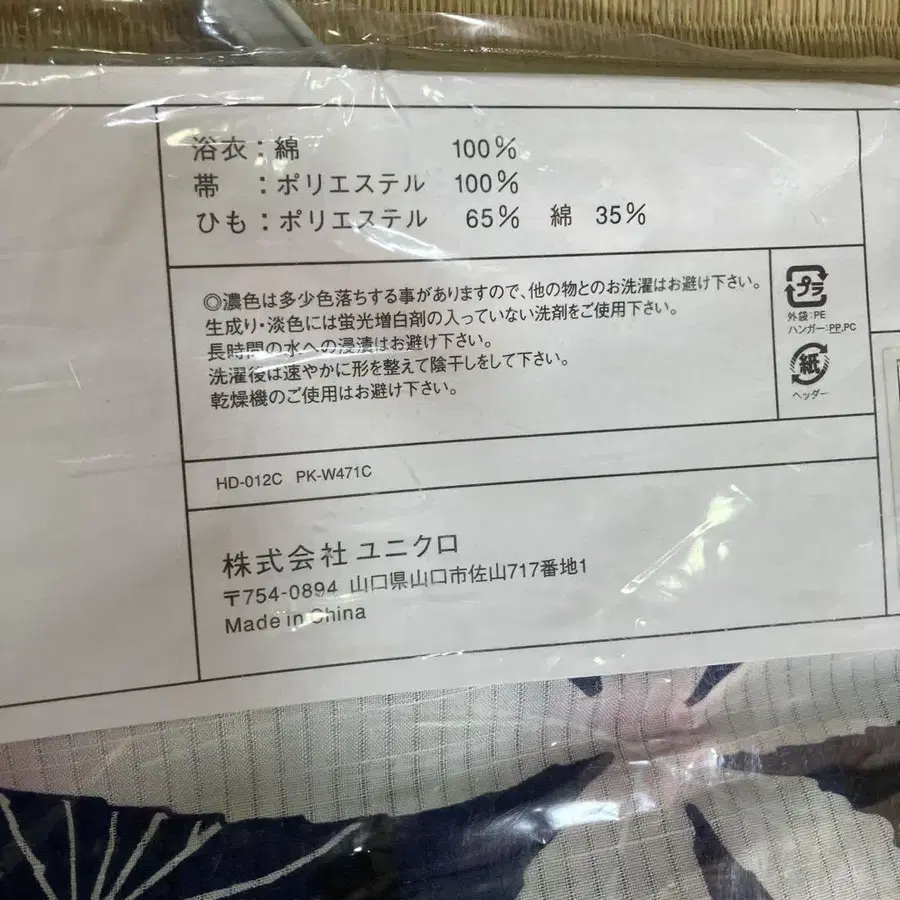 浴衣：綿 100％
帯 ：ポリエステル 100％
ひも：ポリエステル 65％ 綿 35％
◎濃色は多少色落ちする事がありますので、他の物とのお洗濯はお避け下さい。
生成り・淡色には蛍光増白剤の入っていない洗剤をご使用下さい。
長時間の水への浸漬はお避け下さい。
洗濯後は速やかに形を整えて陰干しをして下さい。
乾燥機のご使用はお避け下さい。
プラ
外袋：PE
ハンガー：PP,PC
紙
ヘッダー
HD-012C PK-W471C
株式会社 ユニクロ
〒754-0894 山口県山口市佐山717番地1
Made in China